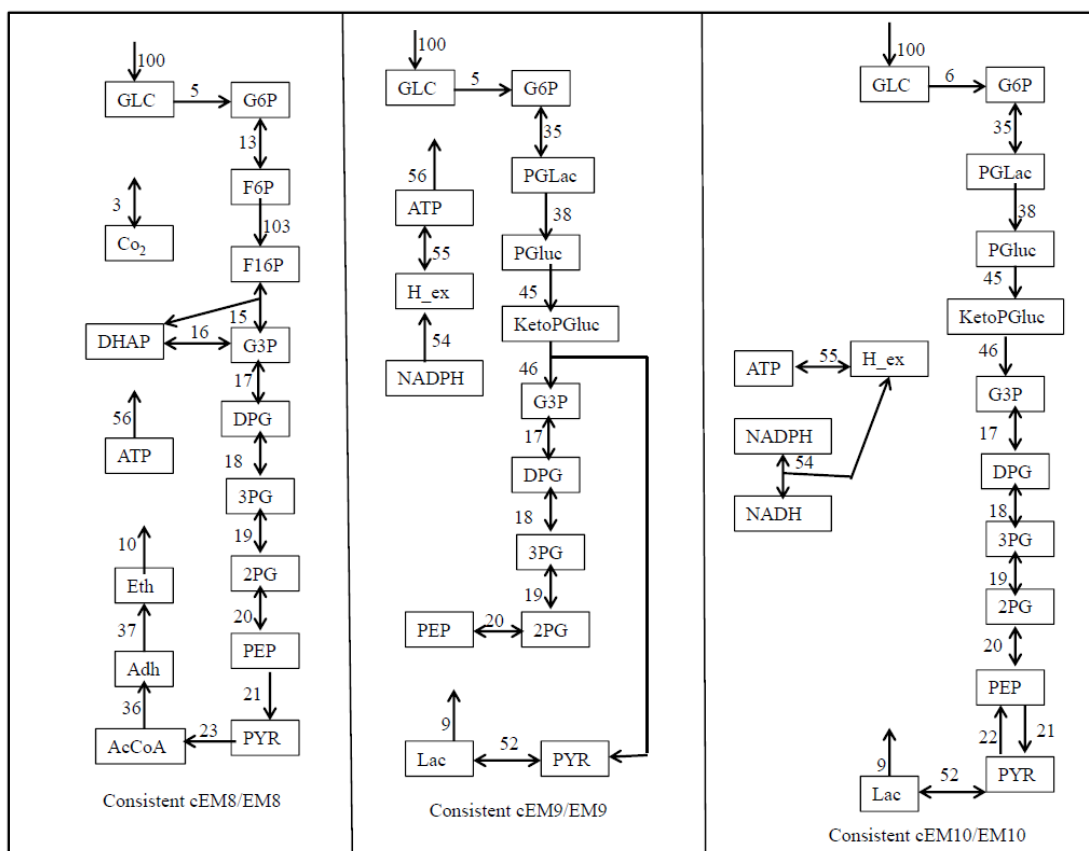 100
GLC
5
G6P
13
3
F6P
Co2
103
F16P
15
DHAP
16
G3P
17
56
DPG
ATP
18
3PG
10
19
Eth
2PG
37
20
Adh
PEP
36
21
23
AcCoA
PYR
Consistent cEM8/EM8
100
GLC
5
G6P
35
56
PGLac
ATP
38
55
PGluc
H_ex
45
54
KetoPGluc
NADPH
46
G3P
17
DPG
18
3PG
19
PEP
20
2PG
9
52
Lac
PYR
Consistent cEM9/EM9
100
GLC
6
G6P
35
PGLac
38
PGluc
45
KetoPGluc
46
ATP
55
H_ex
G3P
17
NADPH
54
DPG
NADH
18
3PG
19
2PG
20
PEP
22
21
9
52
PYR
Lac
Consistent cEM10/EM10